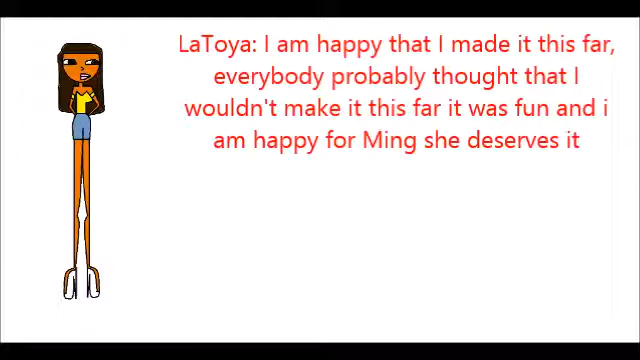 LaToya: I am happy that I made it this far,
everybody probably thought that I
wouldn't make it this far it was fun and i
am happy for Ming she deserves it